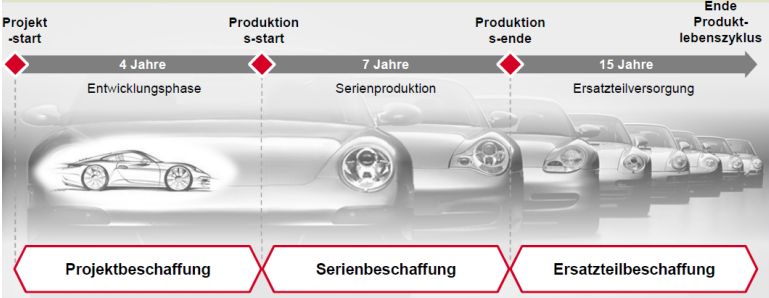 Projekt
-start
Produktion
s-start
Produktion
s-ende
Ende
Produkt-
lebenszyklus
4 Jahre
7 Jahre
15 Jahre
Entwicklungsphase
Serienproduktion
Ersatzteilversorgung
Projektbeschaffung
Serienbeschaffung
Ersatzteilbeschaffung